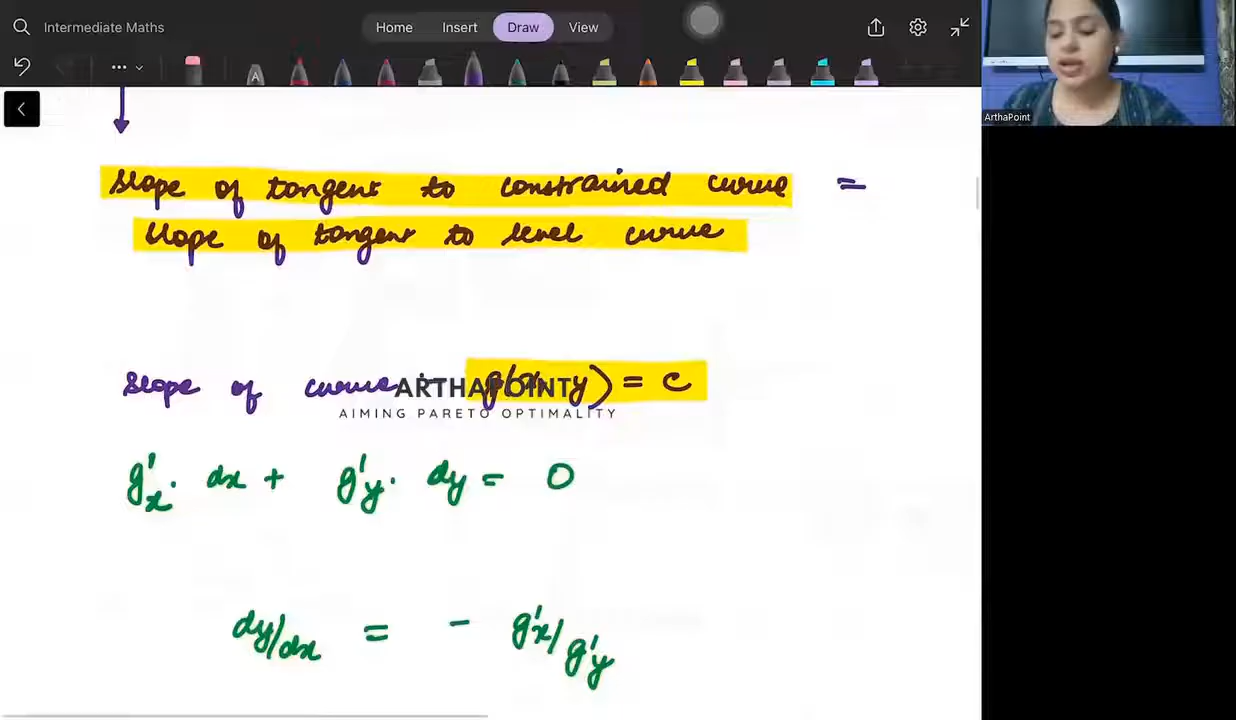 Intermediate Maths
Home Insert Draw View
A
ArthaPoint
slope of tangent to constrained curve =
slope of tangent to level curve
slope of curve - g(x, y) = c
ARTHAPOINT
AIMING PARETO OPTIMALITY
g'x · dx + g'y · dy = 0
dy/dx = - g'x/g'y